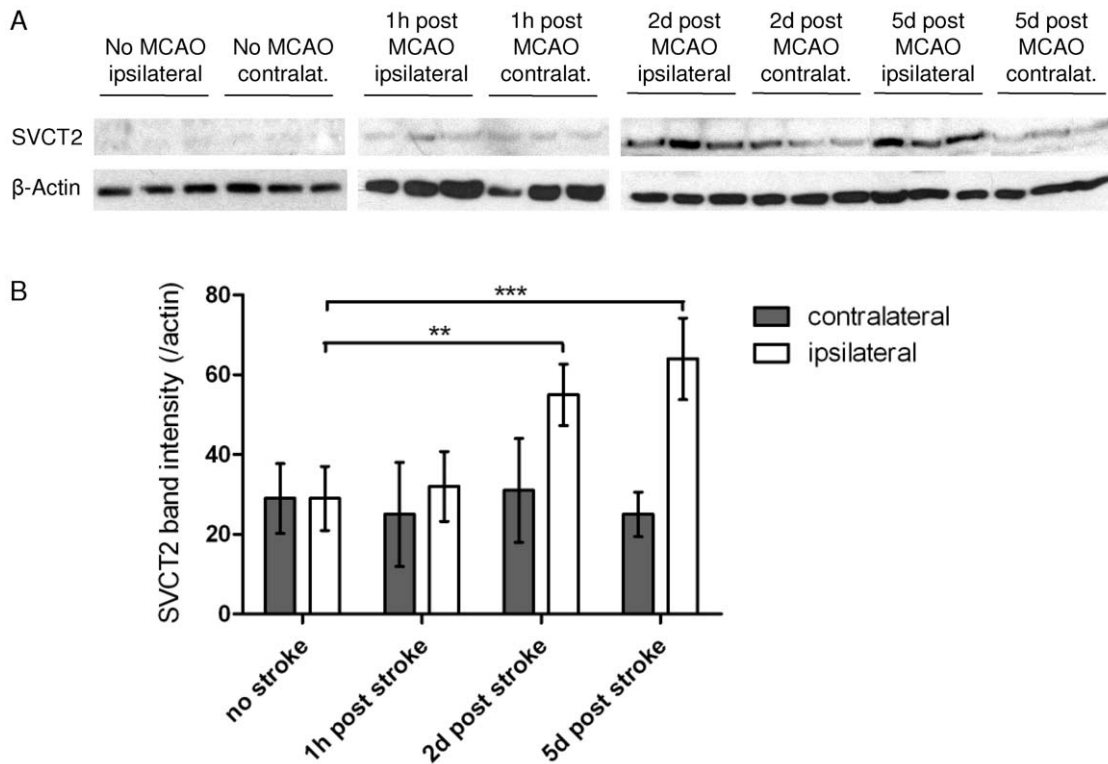 A
No MCAO
ipsilateral
No MCAO
contralat.
1h post
MCAO
ipsilateral
1h post
MCAO
contralat.
2d post
MCAO
ipsilateral
2d post
MCAO
contralat.
5d post
MCAO
ipsilateral
5d post
MCAO
contralat.
SVCT2
β-Actin
B
SVCT2 band intensity (/actin)
80
60
40
20
0
***
**
contralateral
ipsilateral
no stroke
1h post stroke
2d post stroke
5d post stroke